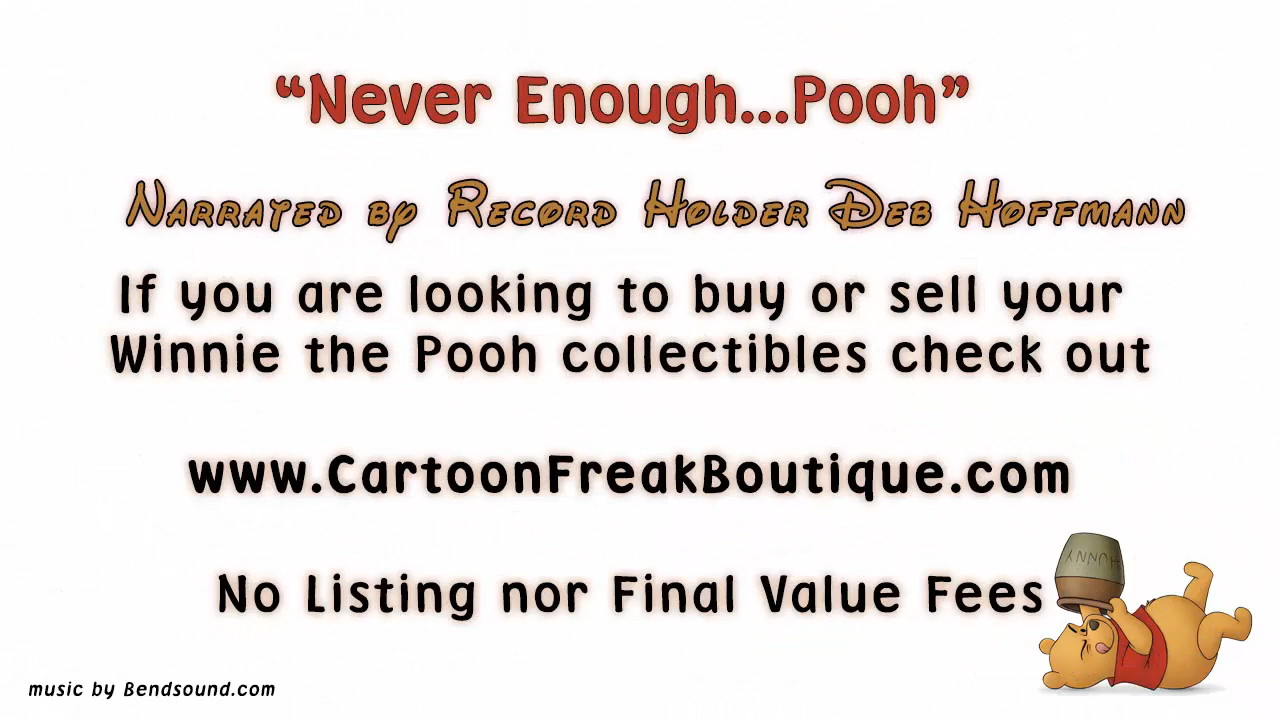 “Never Enough...Pooh”
Narrated by Record Holder Deb Hoffmann
If you are looking to buy or sell your
Winnie the Pooh collectibles check out
www.CartoonFreakBoutique.com
HUNNY
No Listing nor Final Value Fees
music by Bendsound.com